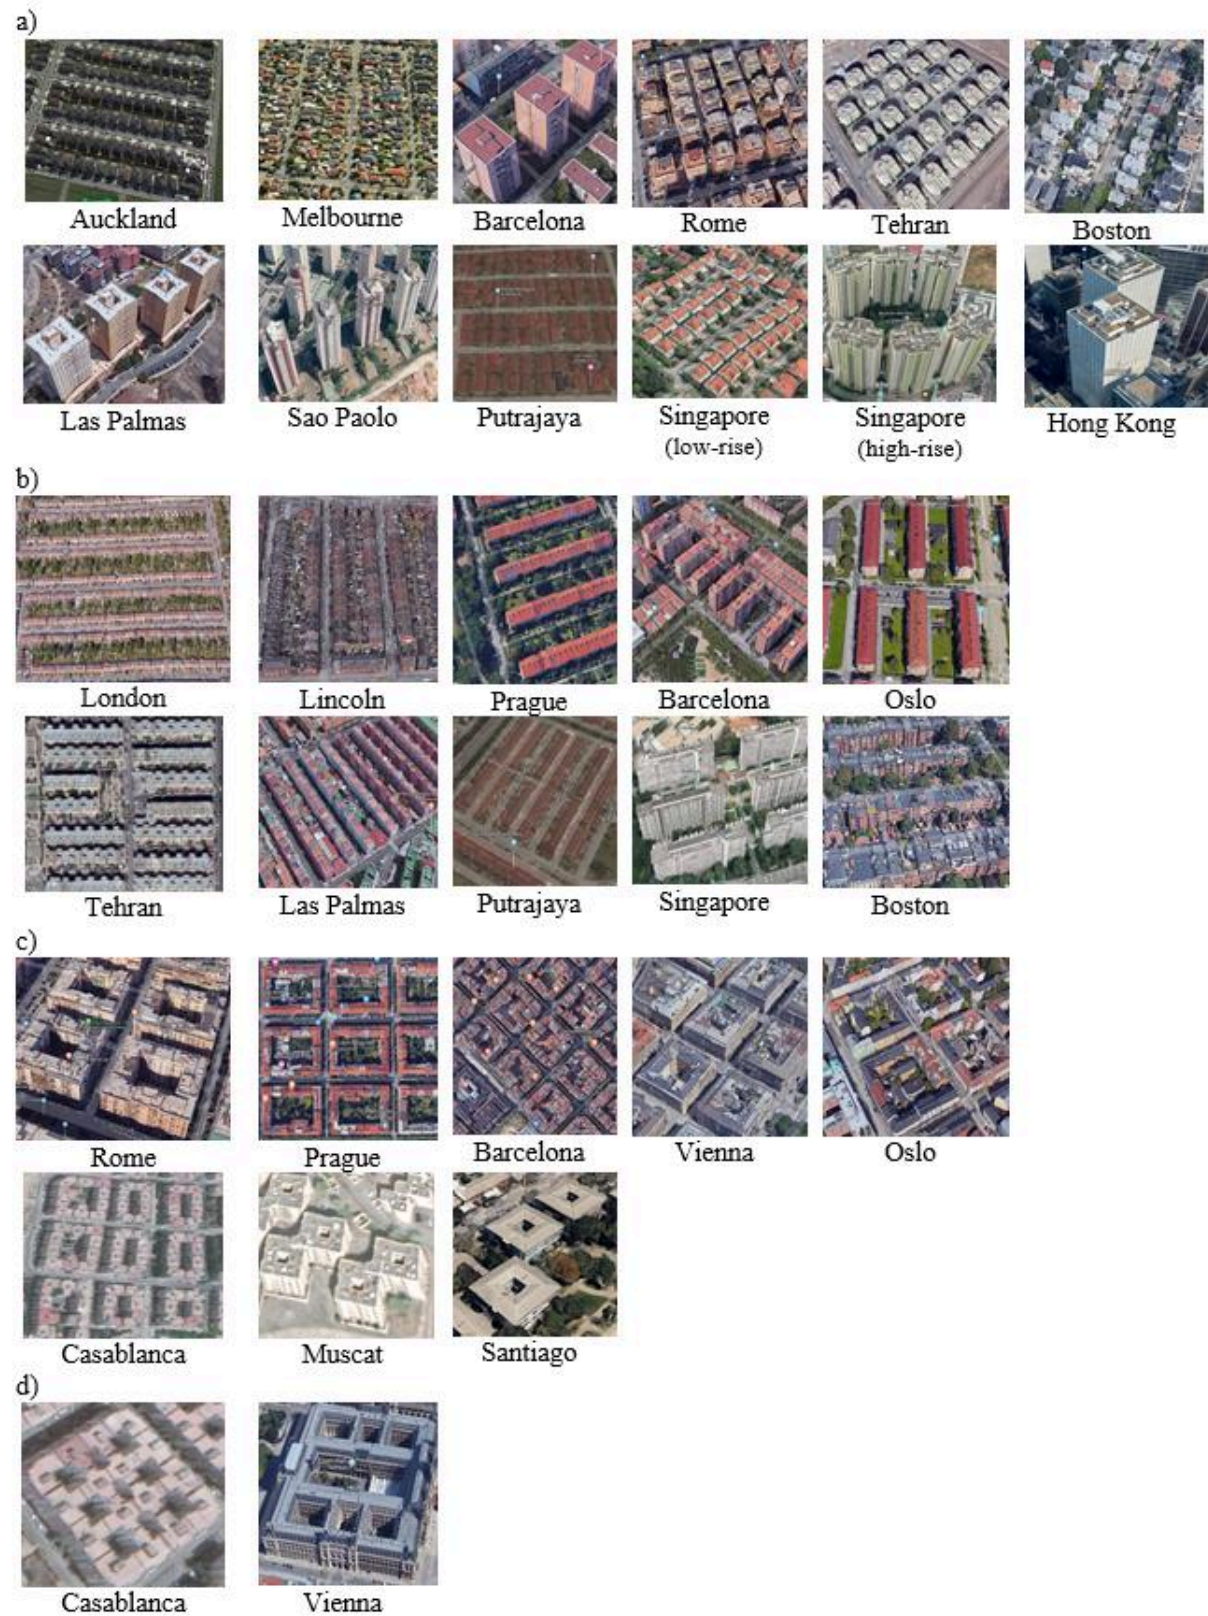 a)
Auckland Melbourne Barcelona Rome Tehran Boston
Las Palmas Sao Paolo Putrajaya Singapore (low-rise) Singapore (high-rise) Hong Kong
b)
London Lincoln Prague Barcelona Oslo
Tehran Las Palmas Putrajaya Singapore Boston
c)
Rome Prague Barcelona Vienna Oslo
Casablanca Muscat Santiago
d)
Casablanca Vienna